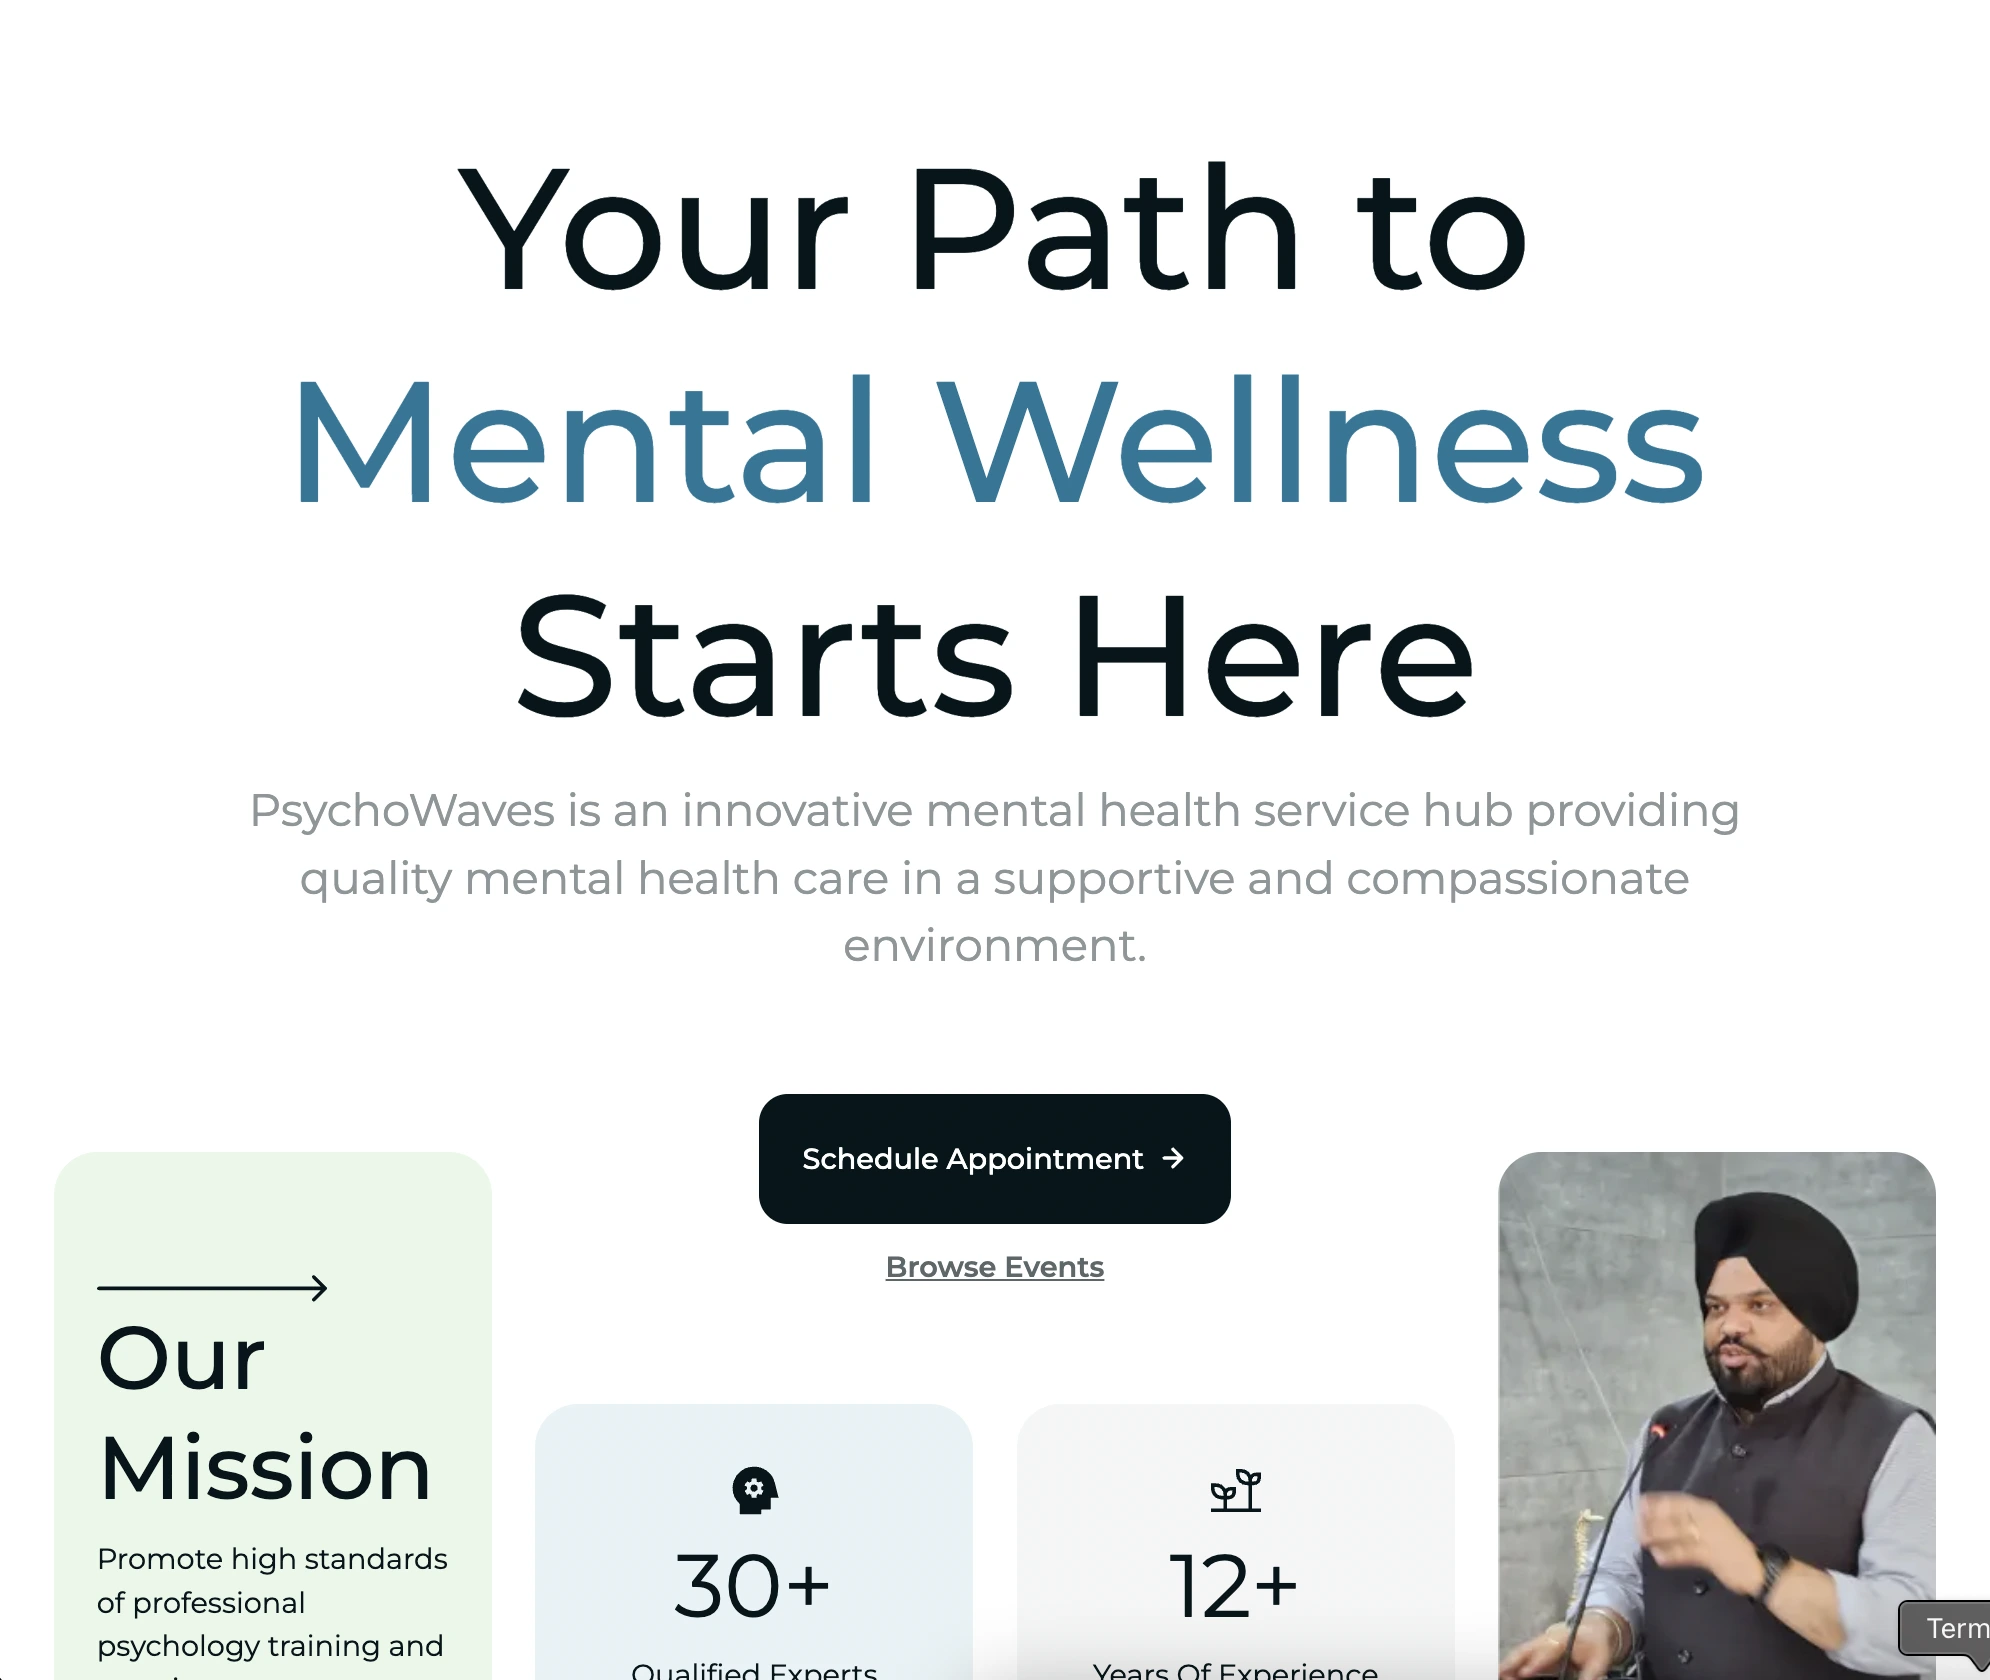 Your Path to
Mental Wellness
Starts Here
PsychoWaves is an innovative mental health service hub providing
quality mental health care in a supportive and compassionate
environment.
Schedule Appointment
Browse Events
Our
Mission
Promote high standards
of professional
psychology training and
30+
Qualified Experts
12+
Years Of Experience